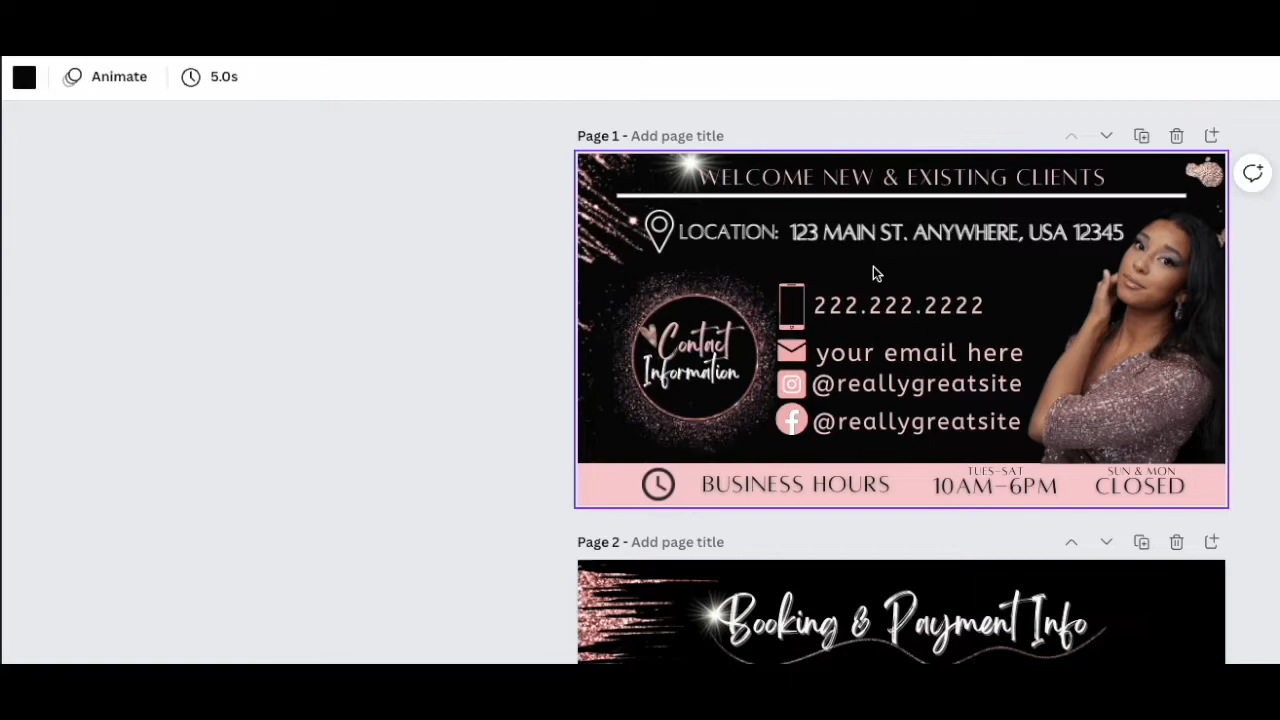 Animate
5.0s
Page 1 - Add page title
WELCOME NEW & EXISTING CLIENTS
LOCATION: 123 MAIN ST. ANYWHERE, USA 12345
Contact
Information
222.222.2222
your email here
@reallygreatsite
@reallygreatsite
BUSINESS HOURS
TUES-SAT
10AM-6PM
SUN & MON
CLOSED
Page 2 - Add page title
Booking & Payment Info